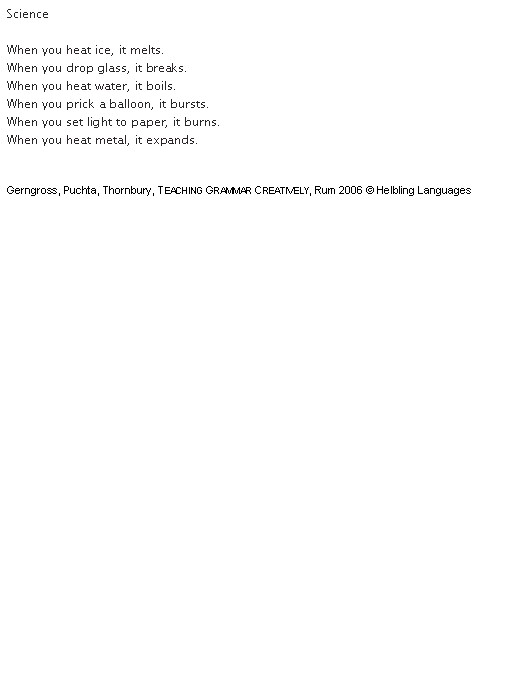 Science
When you heat ice, it melts.
When you drop glass, it breaks.
When you heat water, it boils.
When you prick a balloon, it bursts.
When you set light to paper, it burns.
When you heat metal, it expands.
Gerngross, Puchta, Thornbury, TEACHING GRAMMAR CREATIVELY, Rum 2006 © Helbling Languages